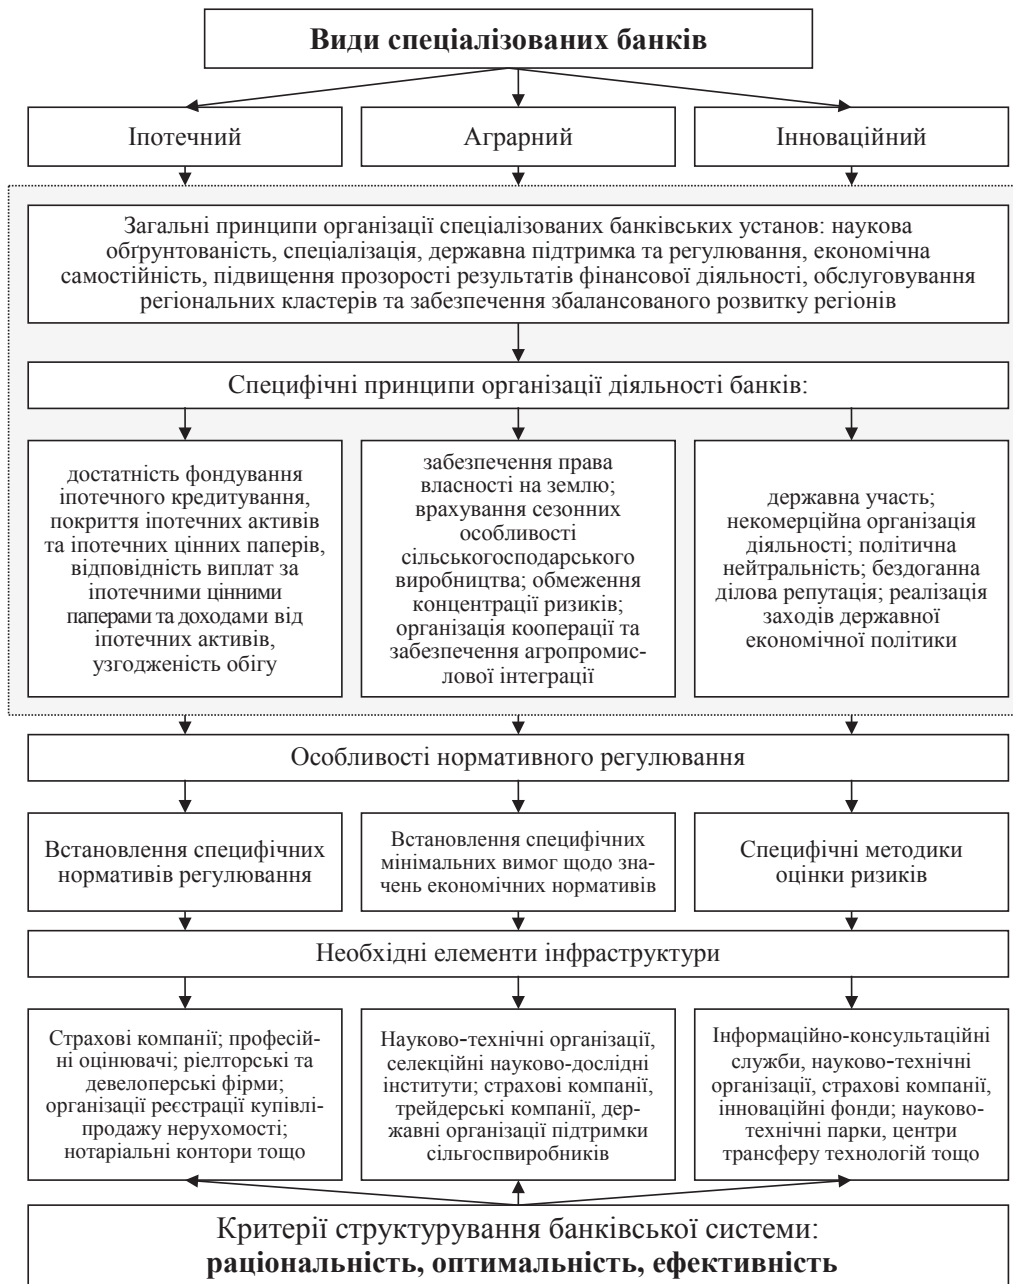 Види спеціалізованих банків
Іпотечний
Аграрний
Інноваційний
Загальні принципи організації спеціалізованих банківських установ: наукова
обґрунтованість, спеціалізація, державна підтримка та регулювання, економічна
самостійність, підвищення прозорості результатів фінансової діяльності, обслуговування
регіональних кластерів та забезпечення збалансованого розвитку регіонів
Специфічні принципи організації діяльності банків:
достатність фондування
іпотечного кредитування,
покриття іпотечних активів
та іпотечних цінних паперів,
відповідність виплат за
іпотечними цінними
паперами та доходами від
іпотечних активів,
узгодженість обігу
забезпечення права
власності на землю;
врахування сезонних
особливості
сільськогосподарського
виробництва; обмеження
концентрації ризиків;
організація кооперації та
забезпечення агропромис-
лової інтеграції
державна участь;
некомерційна організація
діяльності; політична
нейтральність; бездоганна
ділова репутація; реалізація
заходів державної
економічної політики
Особливості нормативного регулювання
Встановлення специфічних
нормативів регулювання
Встановлення специфічних
мінімальних вимог щодо зна-
чень економічних нормативів
Специфічні методики
оцінки ризиків
Необхідні елементи інфраструктури
Страхові компанії; професій-
ні оцінювачі; ріелторські та
девелоперські фірми;
організації реєстрації купівлі-
продажу нерухомості;
нотаріальні контори тощо
Науково-технічні організації,
селекційні науково-дослідні
інститути; страхові компанії,
трейдерські компанії, дер-
жавні організації підтримки
сільгоспвиробників
Інформаційно-консультаційні
служби, науково-технічні
організації, страхові компанії,
інноваційні фонди; науково-
технічні парки, центри
трансферу технологій тощо
Критерії структурування банківської системи:
раціональність, оптимальність, ефективність